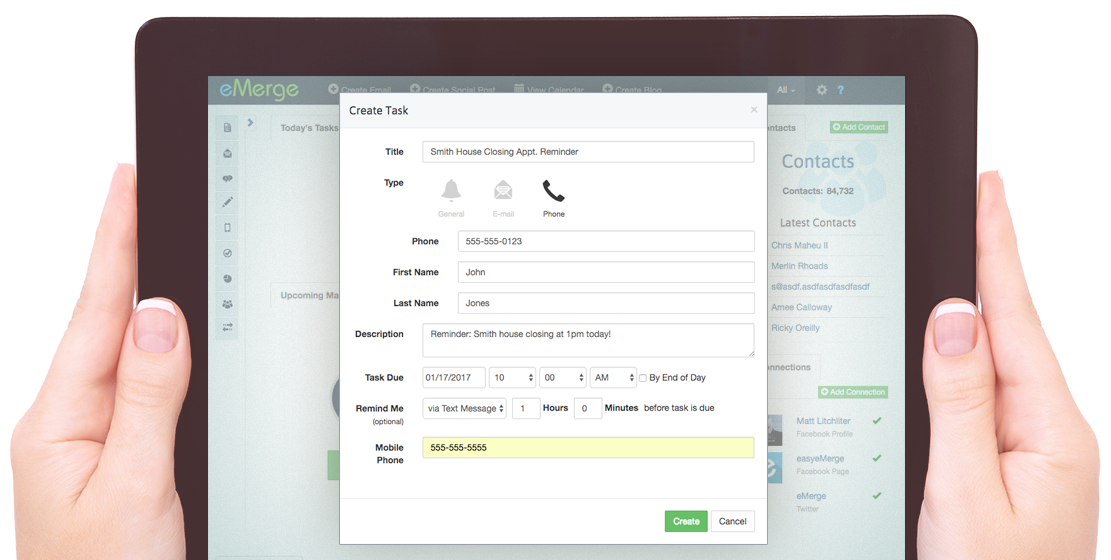 eMerge
Create Email
Create Social Post
View Calendar
Create Blog
All
?
Create Task
×
Today's Tasks
Contacts
Add Contact
Title
Smith House Closing Appt. Reminder
Contacts
Type
Contacts: 84,732
General
E-mail
Phone
Latest Contacts
Phone
555-555-0123
Chris Maheu II
First Name
John
Merlin Rhoads
Last Name
Jones
s@asdf.asdfasdfasdfasdf
Upcoming Ma
Amee Calloway
Description
Reminder: Smith house closing at 1pm today!
Ricky Oreilly
Task Due
01/17/2017
10
00
AM
By End of Day
nnections
Add Connection
Remind Me
(optional)
via Text Message
1
Hours
0
Minutes
before task is due
Matt Litchliter
Facebook Profile
Mobile
Phone
555-555-5555
easyeMerge
Facebook Page
eMerge
Twitter
Create
Cancel